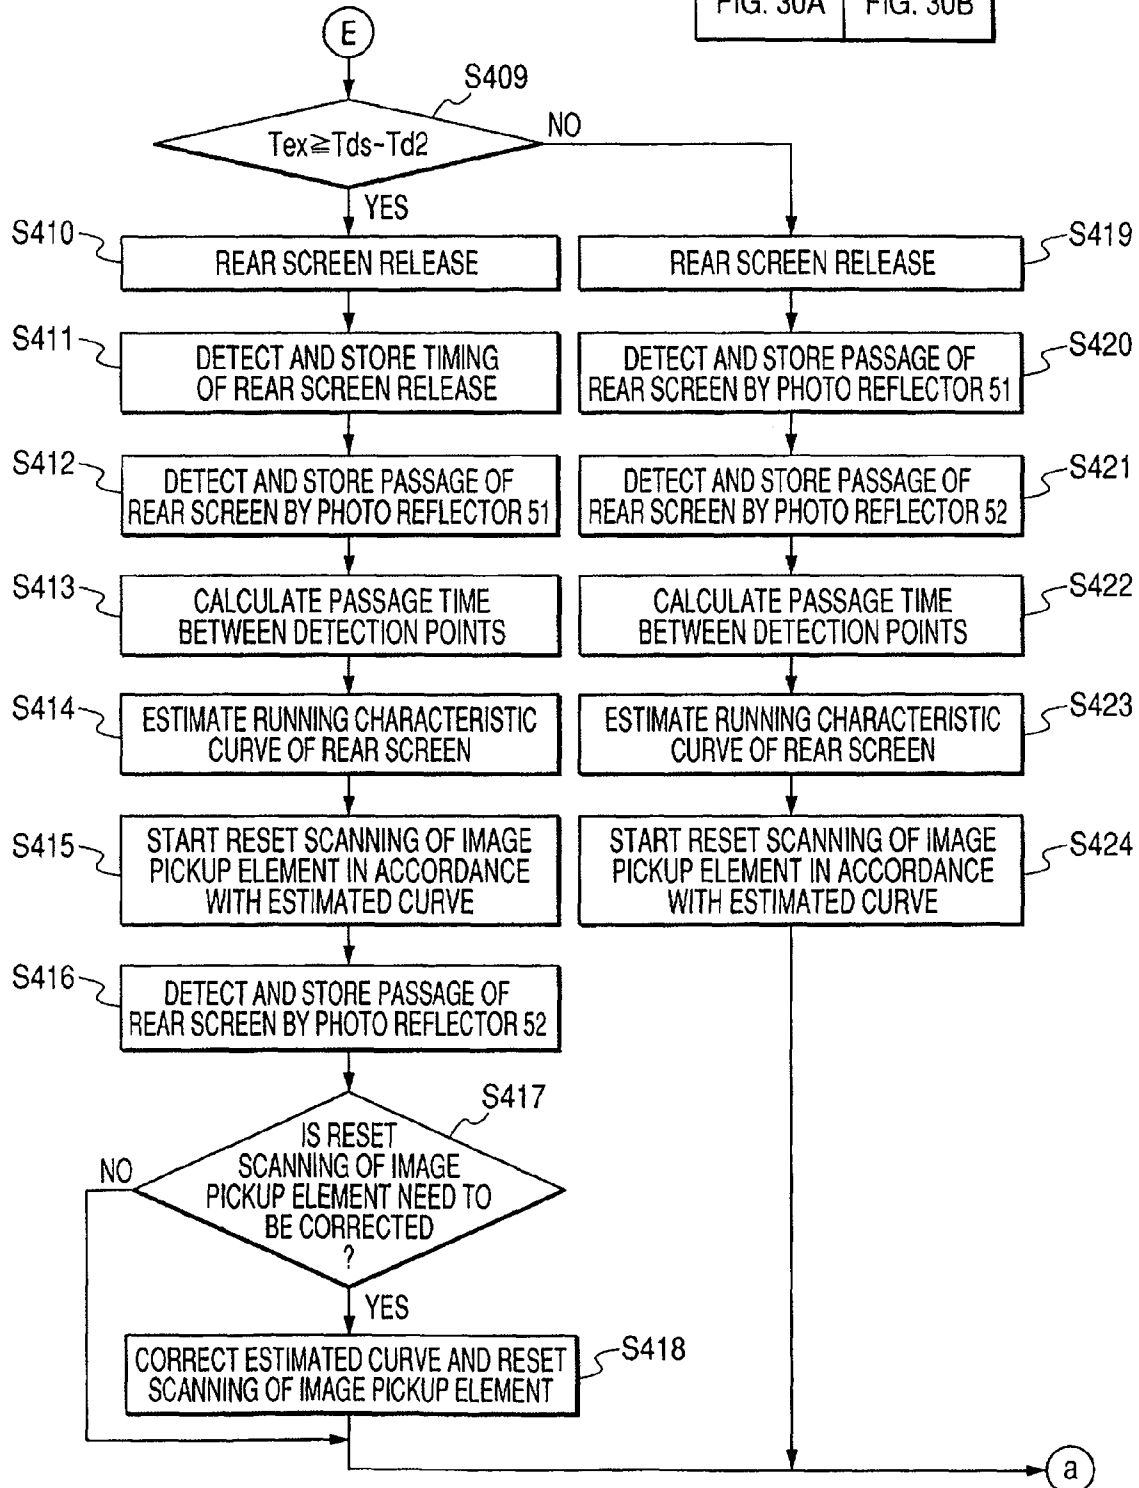 FIG. 30A FIG. 30B
E
S409
Tex≧Tds-Td2
NO
YES
S410
REAR SCREEN RELEASE
S419
REAR SCREEN RELEASE
S411
DETECT AND STORE TIMING
OF REAR SCREEN RELEASE
S420
DETECT AND STORE PASSAGE OF
REAR SCREEN BY PHOTO REFLECTOR 51
S412
DETECT AND STORE PASSAGE OF
REAR SCREEN BY PHOTO REFLECTOR 51
S421
DETECT AND STORE PASSAGE OF
REAR SCREEN BY PHOTO REFLECTOR 52
S413
CALCULATE PASSAGE TIME
BETWEEN DETECTION POINTS
S422
CALCULATE PASSAGE TIME
BETWEEN DETECTION POINTS
S414
ESTIMATE RUNNING CHARACTERISTIC
CURVE OF REAR SCREEN
S423
ESTIMATE RUNNING CHARACTERISTIC
CURVE OF REAR SCREEN
S415
START RESET SCANNING OF IMAGE
PICKUP ELEMENT IN ACCORDANCE
WITH ESTIMATED CURVE
S424
START RESET SCANNING OF IMAGE
PICKUP ELEMENT IN ACCORDANCE
WITH ESTIMATED CURVE
S416
DETECT AND STORE PASSAGE OF
REAR SCREEN BY PHOTO REFLECTOR 52
S417
IS RESET
SCANNING OF IMAGE
PICKUP ELEMENT NEED TO
BE CORRECTED
?
NO
YES
S418
CORRECT ESTIMATED CURVE AND RESET
SCANNING OF IMAGE PICKUP ELEMENT
a